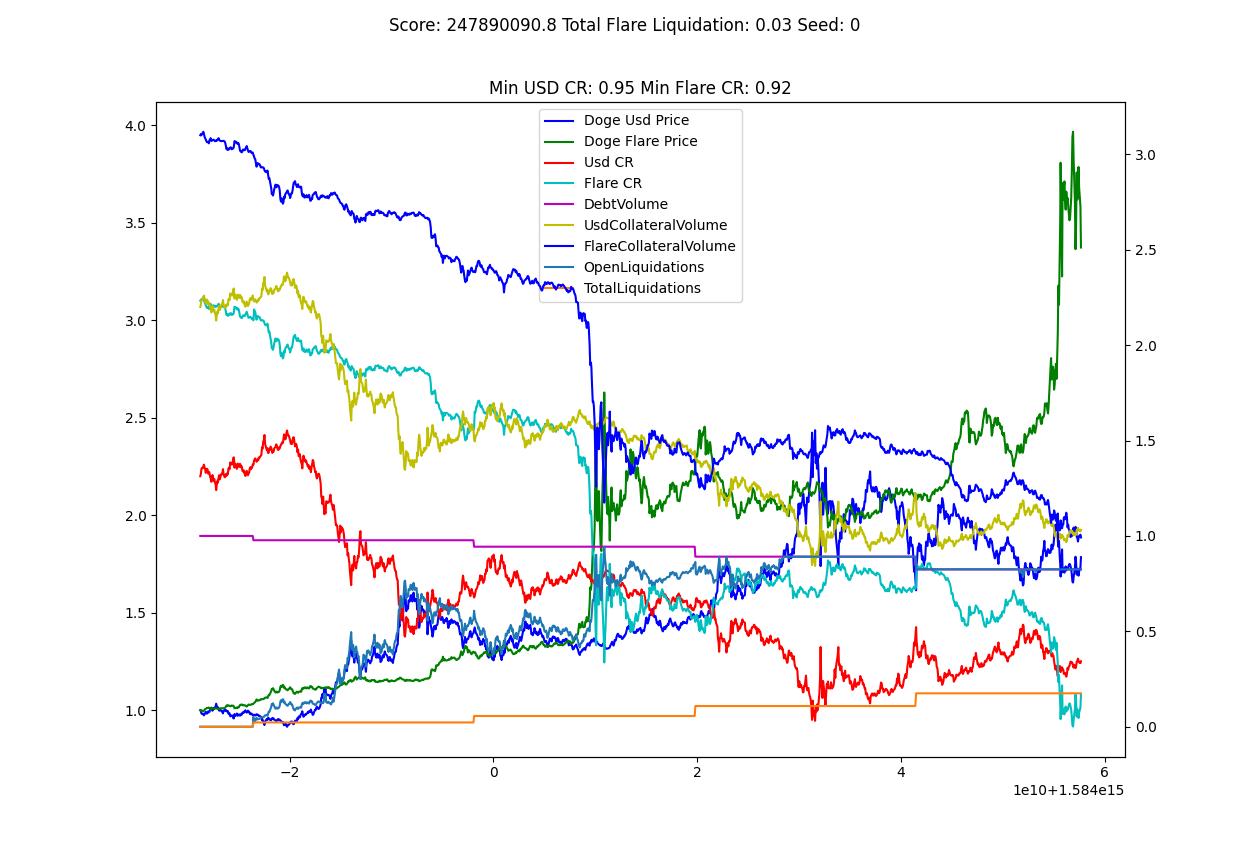 Score: 247890090.8 Total Flare Liquidation: 0.03 Seed: 0
Min USD CR: 0.95 Min Flare CR: 0.92
Doge Usd Price
Doge Flare Price
Usd CR
Flare CR
DebtVolume
UsdCollateralVolume
FlareCollateralVolume
OpenLiquidations
TotalLiquidations
4.0
3.5
3.0
2.5
2.0
1.5
1.0
3.0
2.5
2.0
1.5
1.0
0.5
0.0
−2 0 2 4 6
1e10+1.584e15